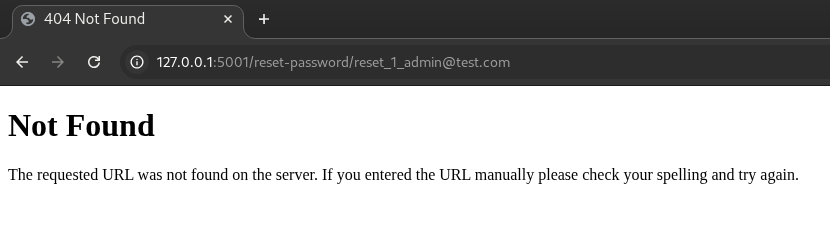 404 Not Found
127.0.0.1:5001/reset-password/reset_1_admin@test.com
Not Found
The requested URL was not found on the server. If you entered the URL manually please check your spelling and try again.